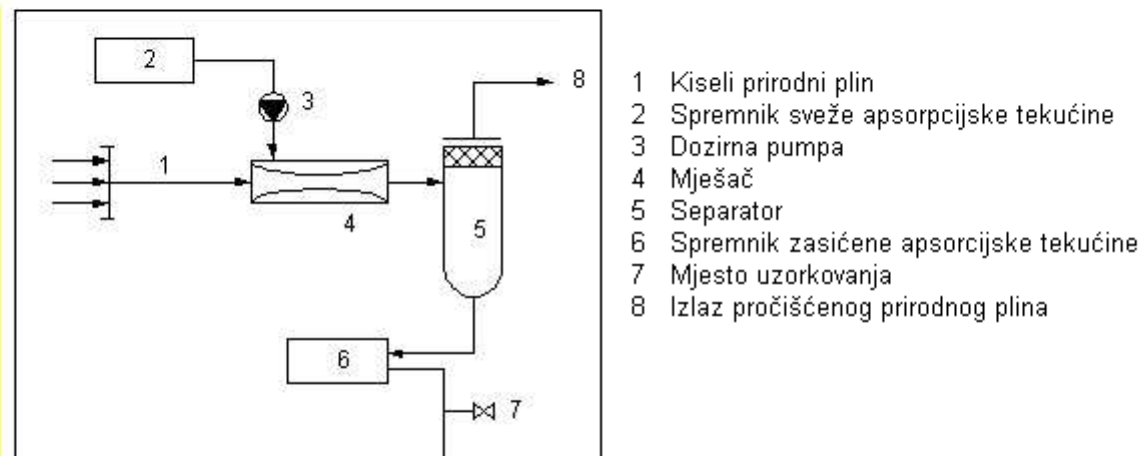 2
3
8
1
4
5
6
7
1 Kiseli prirodni plin
2 Spremnik sveže apsorpcijske tekućine
3 Dozirna pumpa
4 Mješač
5 Separator
6 Spremnik zasićene apsorcijske tekućine
7 Mjesto uzorkovanja
8 Izlaz pročišćenog prirodnog plina